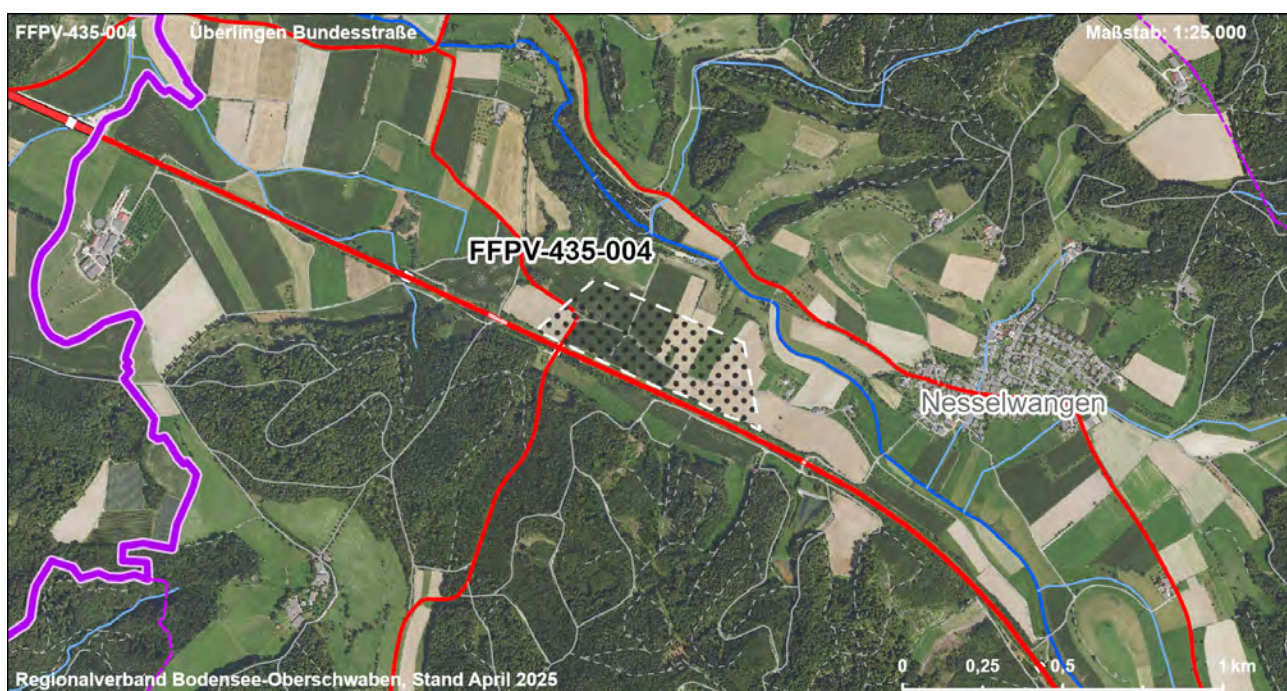 FFPV-435-004 Überlingen Bundesstraße Maßstab: 1:25.000
FFPV-435-004
Nesselwangen
0 0,25 0,5 1 km
Regionalverband Bodensee-Oberschwaben, Stand April 2025